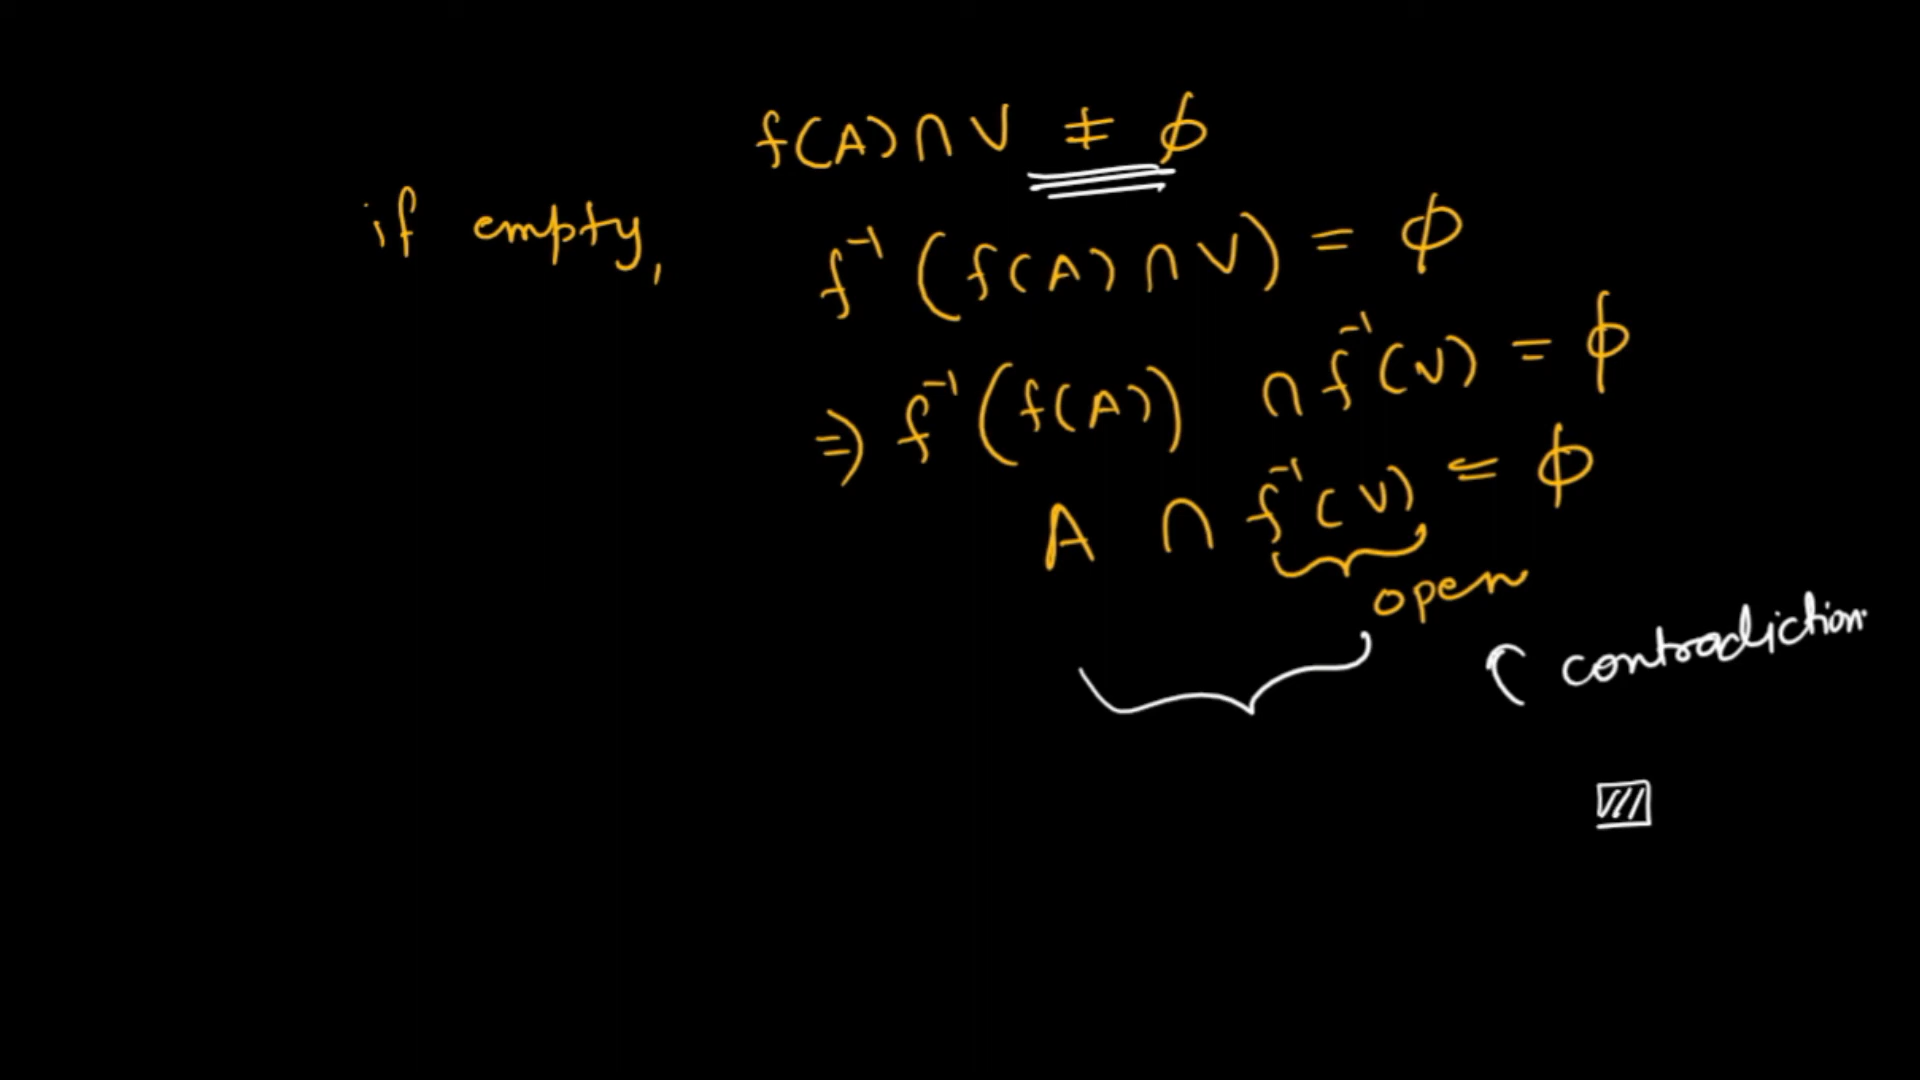 f(A) ∩ V ≠ ϕ
if empty,
f⁻¹(f(A) ∩ V) = ϕ
⇒ f⁻¹(f(A)) ∩ f⁻¹(V) = ϕ
A ∩ f⁻¹(V) = ϕ
open
contradiction